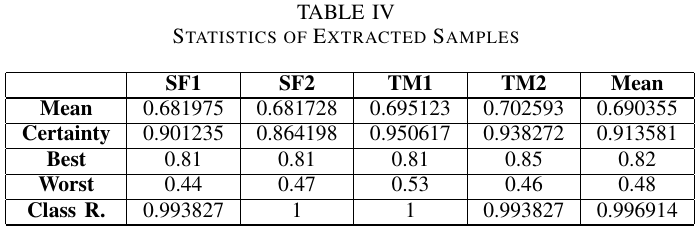 TABLE IV
STATISTICS OF EXTRACTED SAMPLES
SF1 SF2 TM1 TM2 Mean
Mean 0.681975 0.681728 0.695123 0.702593 0.690355
Certainty 0.901235 0.864198 0.950617 0.938272 0.913581
Best 0.81 0.81 0.81 0.85 0.82
Worst 0.44 0.47 0.53 0.46 0.48
Class R. 0.993827 1 1 0.993827 0.996914